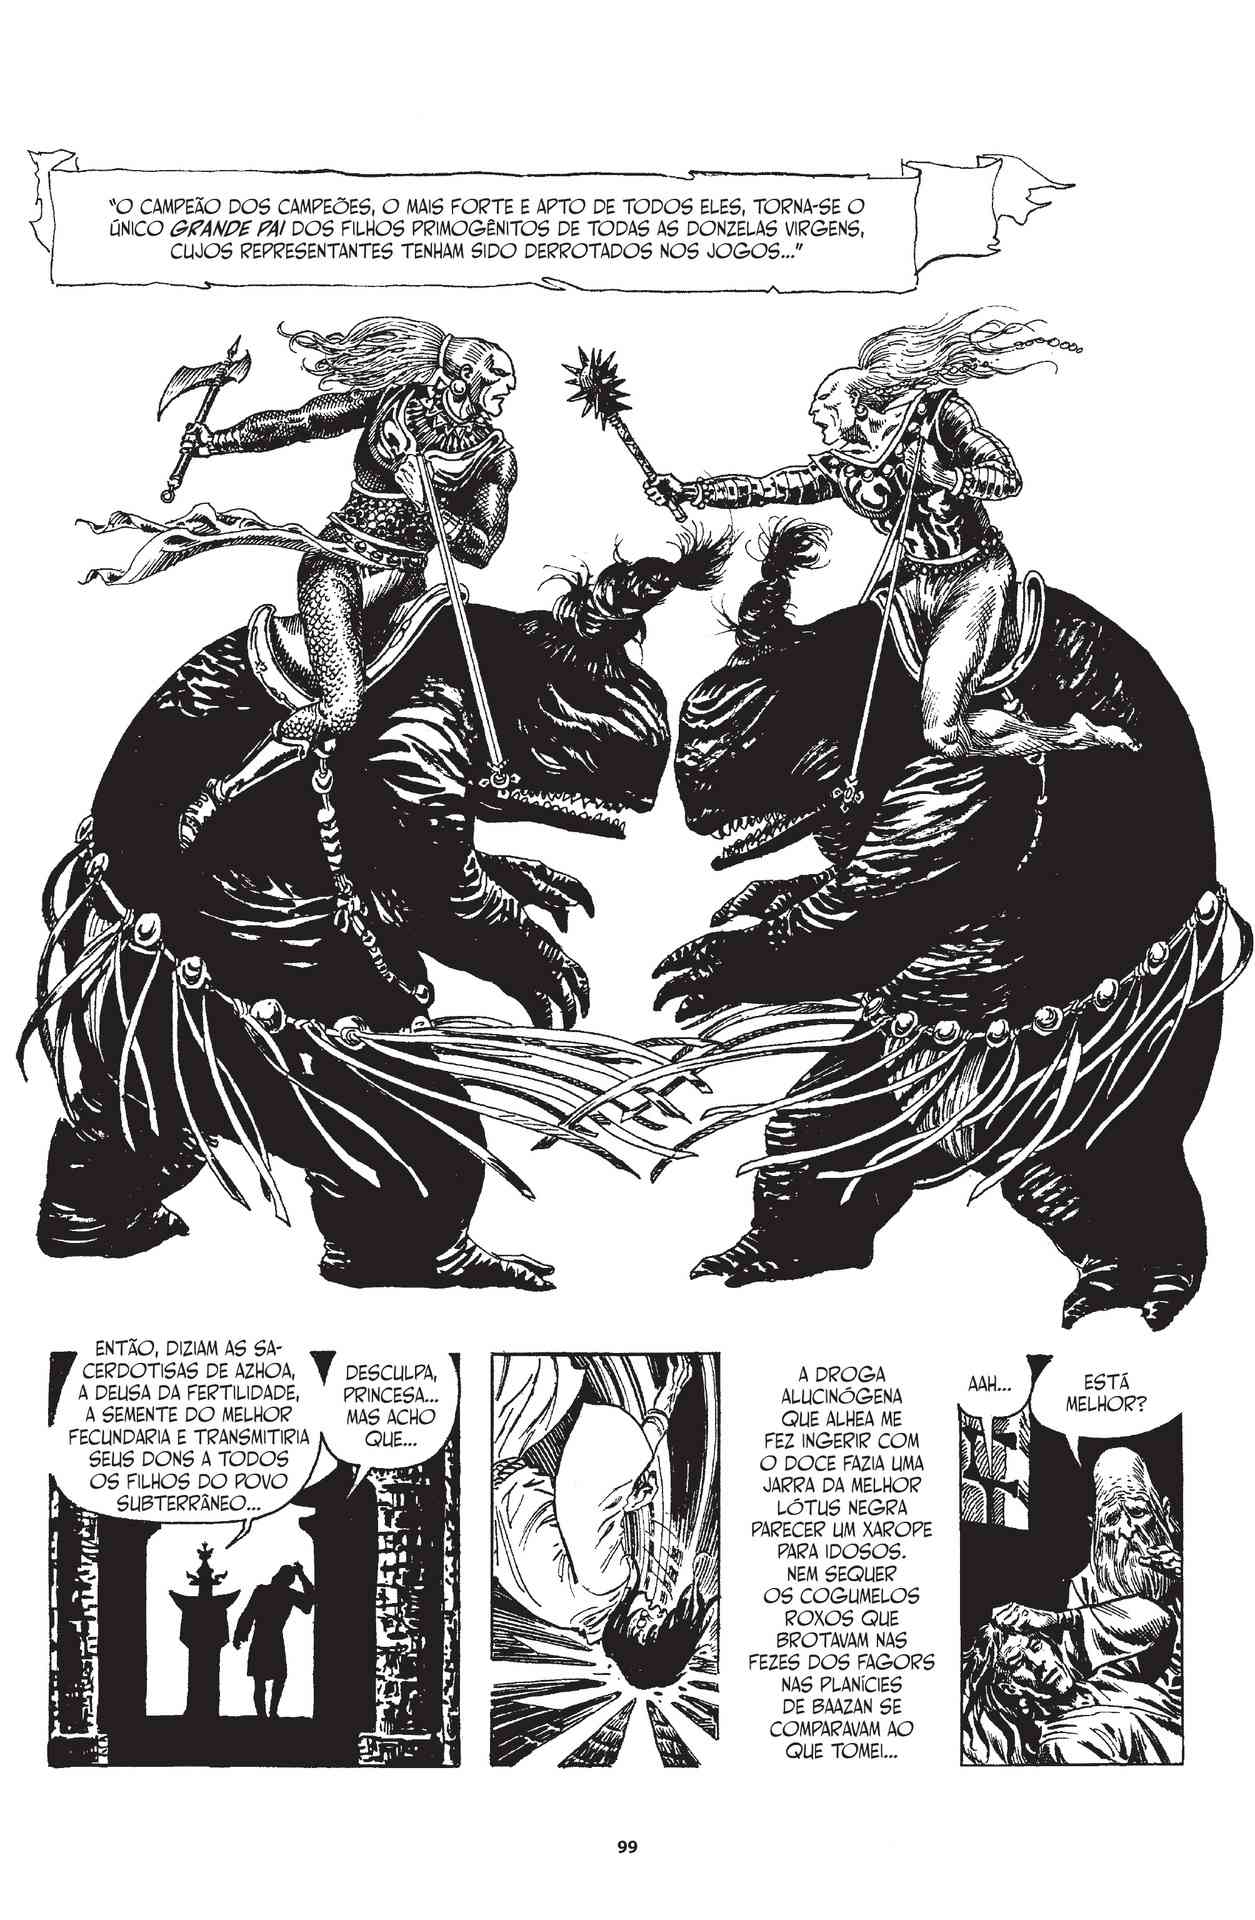 "O CAMPEÃO DOS CAMPEÕES, O MAIS FORTE E APTO DE TODOS ELES, TORNA-SE O
ÚNICO GRANDE PAI DOS FILHOS PRIMOGÊNITOS DE TODAS AS DONZELAS VIRGENS,
CUJOS REPRESENTANTES TENHAM SIDO DERROTADOS NOS JOGOS..."
ENTÃO, DIZIAM AS SA-
CERDOTISAS DE AZHOA,
A DEUSA DA FERTILIDADE,
A SEMENTE DO MELHOR
FECUNDARIA E TRANSMITIRIA
SEUS DONS A TODOS
OS FILHOS DO POVO
SUBTERRÂNEO...
DESCULPA,
PRINCESA...
MAS ACHO
QUE...
A DROGA
ALUCINÓGENA
QUE ALHEA ME
FEZ INGERIR COM
O DOCE FAZIA UMA
JARRA DA MELHOR
LÓTUS NEGRA
PARECER UM XAROPE
PARA IDOSOS.
NEM SEQUER
OS COGUMELOS
ROXOS QUE
BROTAVAM NAS
FEZES DOS FAGORS
NAS PLANÍCIES
DE BAAZAN SE
COMPARAVAM AO
QUE TOMEI...
AAH...
ESTÁ
MELHOR?
99